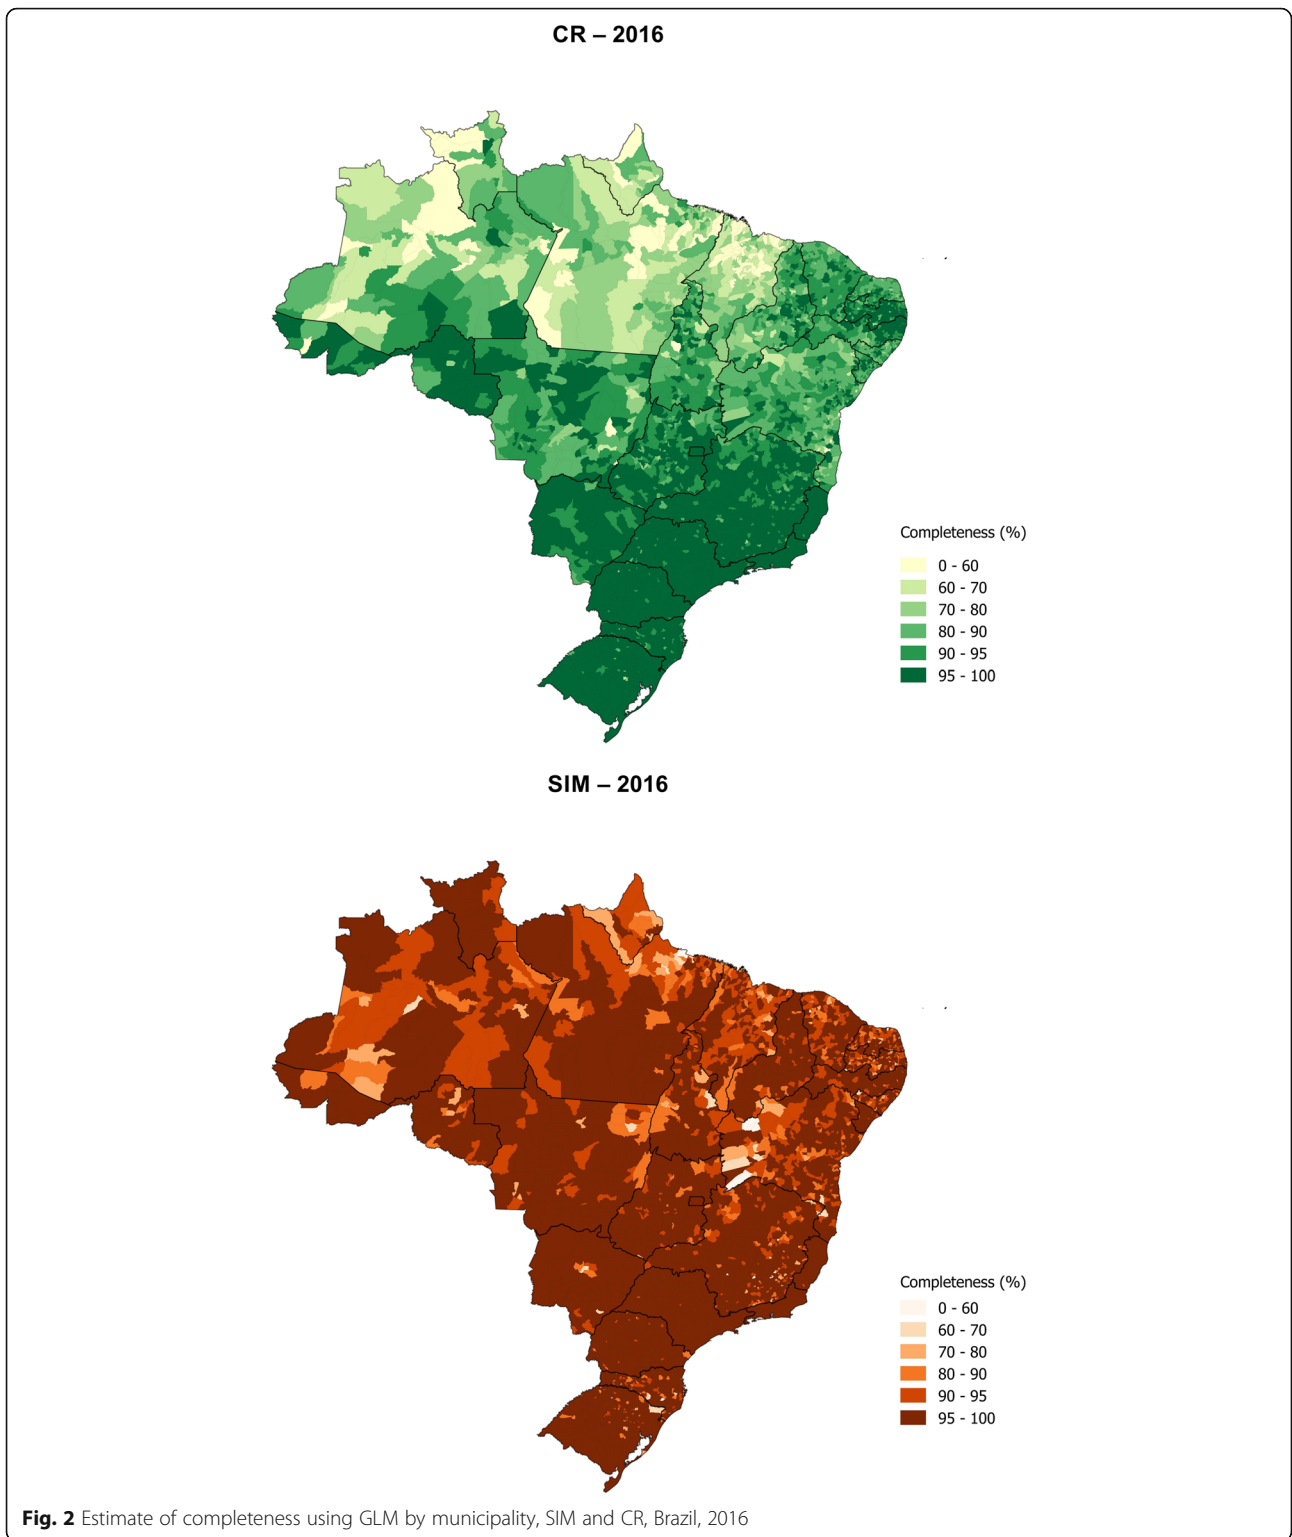 CR – 2016
Completeness (%)
0 - 60
60 - 70
70 - 80
80 - 90
90 - 95
95 - 100
SIM – 2016
Completeness (%)
0 - 60
60 - 70
70 - 80
80 - 90
90 - 95
95 - 100
Fig. 2 Estimate of completeness using GLM by municipality, SIM and CR, Brazil, 2016